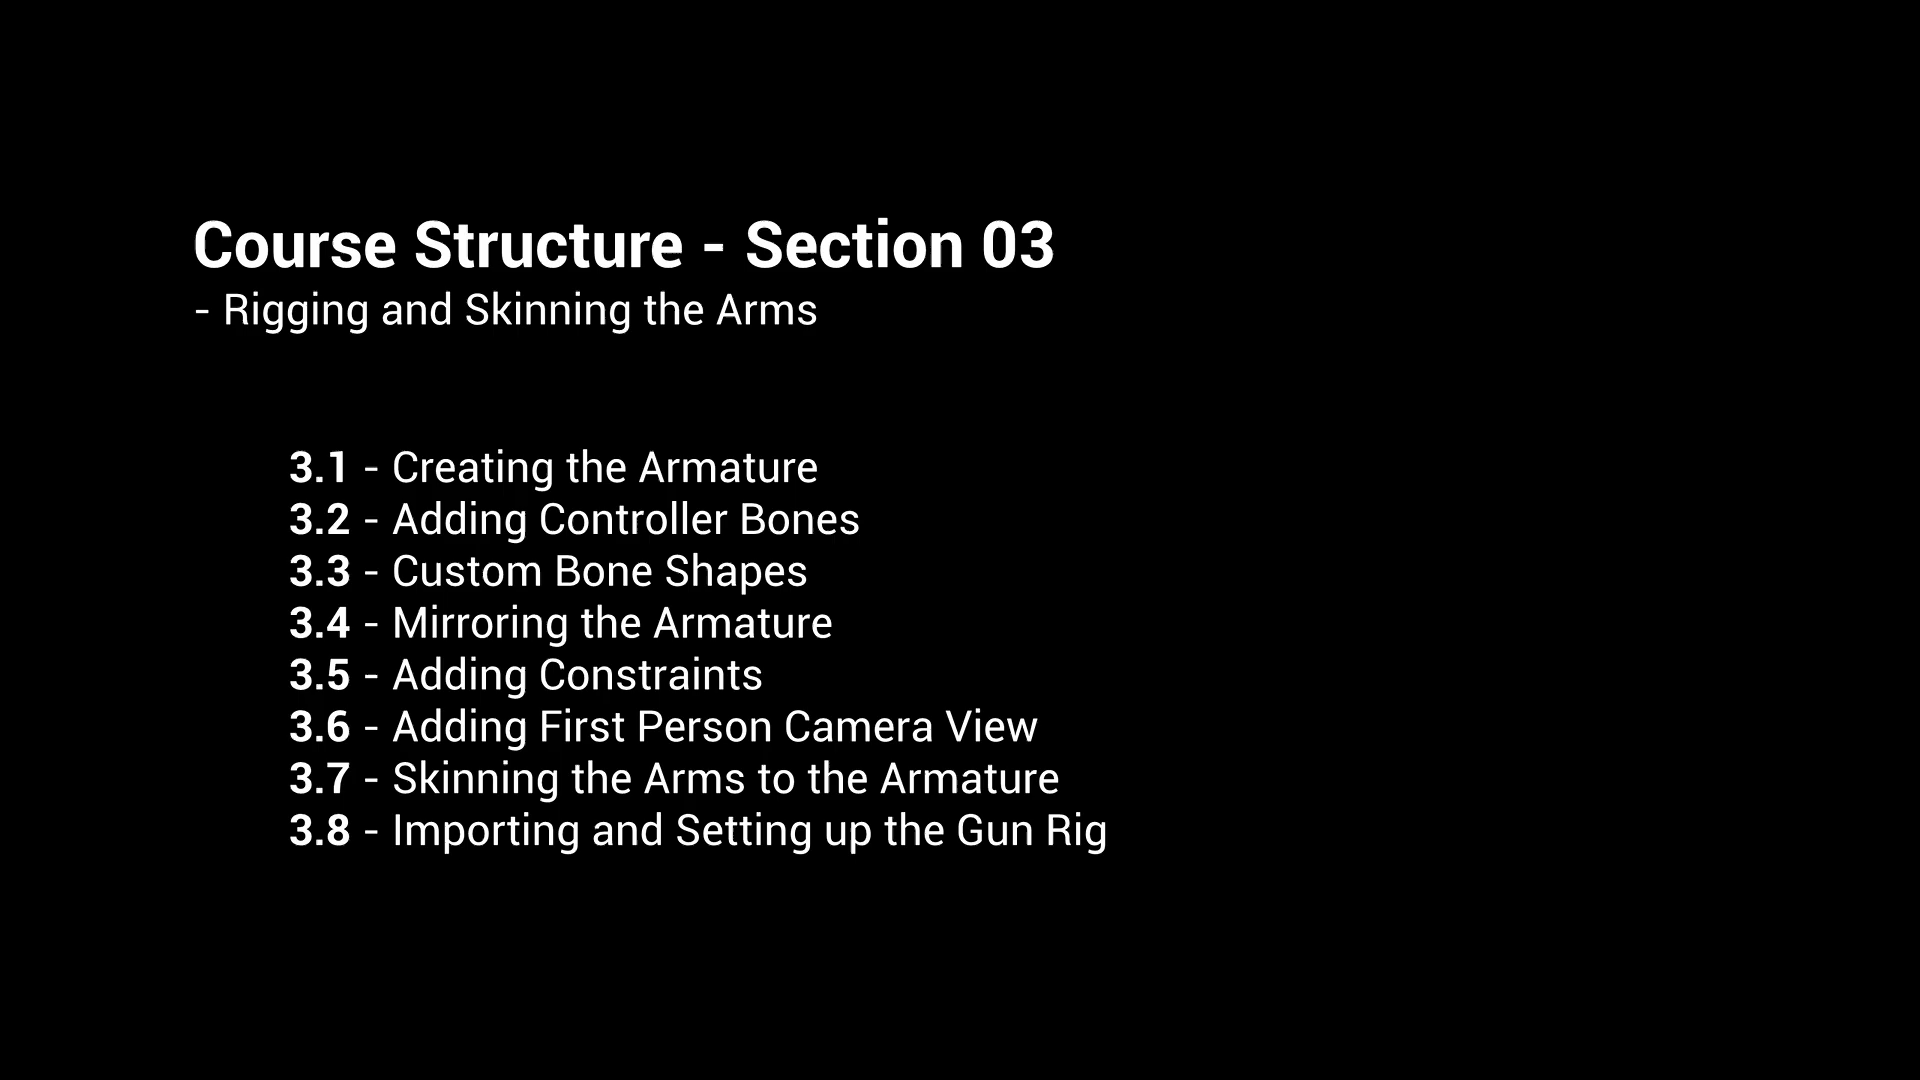 Course Structure - Section 03
- Rigging and Skinning the Arms
3.1 - Creating the Armature
3.2 - Adding Controller Bones
3.3 - Custom Bone Shapes
3.4 - Mirroring the Armature
3.5 - Adding Constraints
3.6 - Adding First Person Camera View
3.7 - Skinning the Arms to the Armature
3.8 - Importing and Setting up the Gun Rig